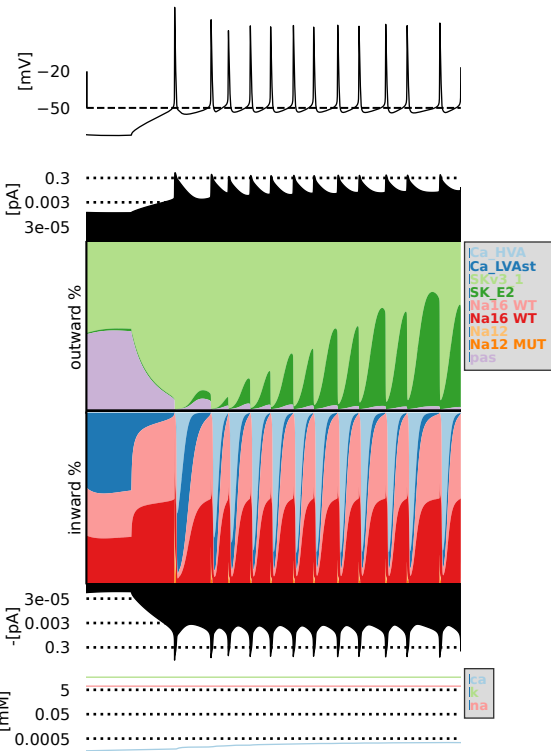 [mV]
−20
−50
[pA]
0.3
0.003
3e-05
outward %
Ca_HVA
Ca_LVAst
SKv3_1
SK_E2
Na16 WT
Na16 WT
Na12
Na12 MUT
pas
inward %
-[pA]
3e-05
0.003
0.3
[mM]
5
0.05
0.0005
ca
k
na